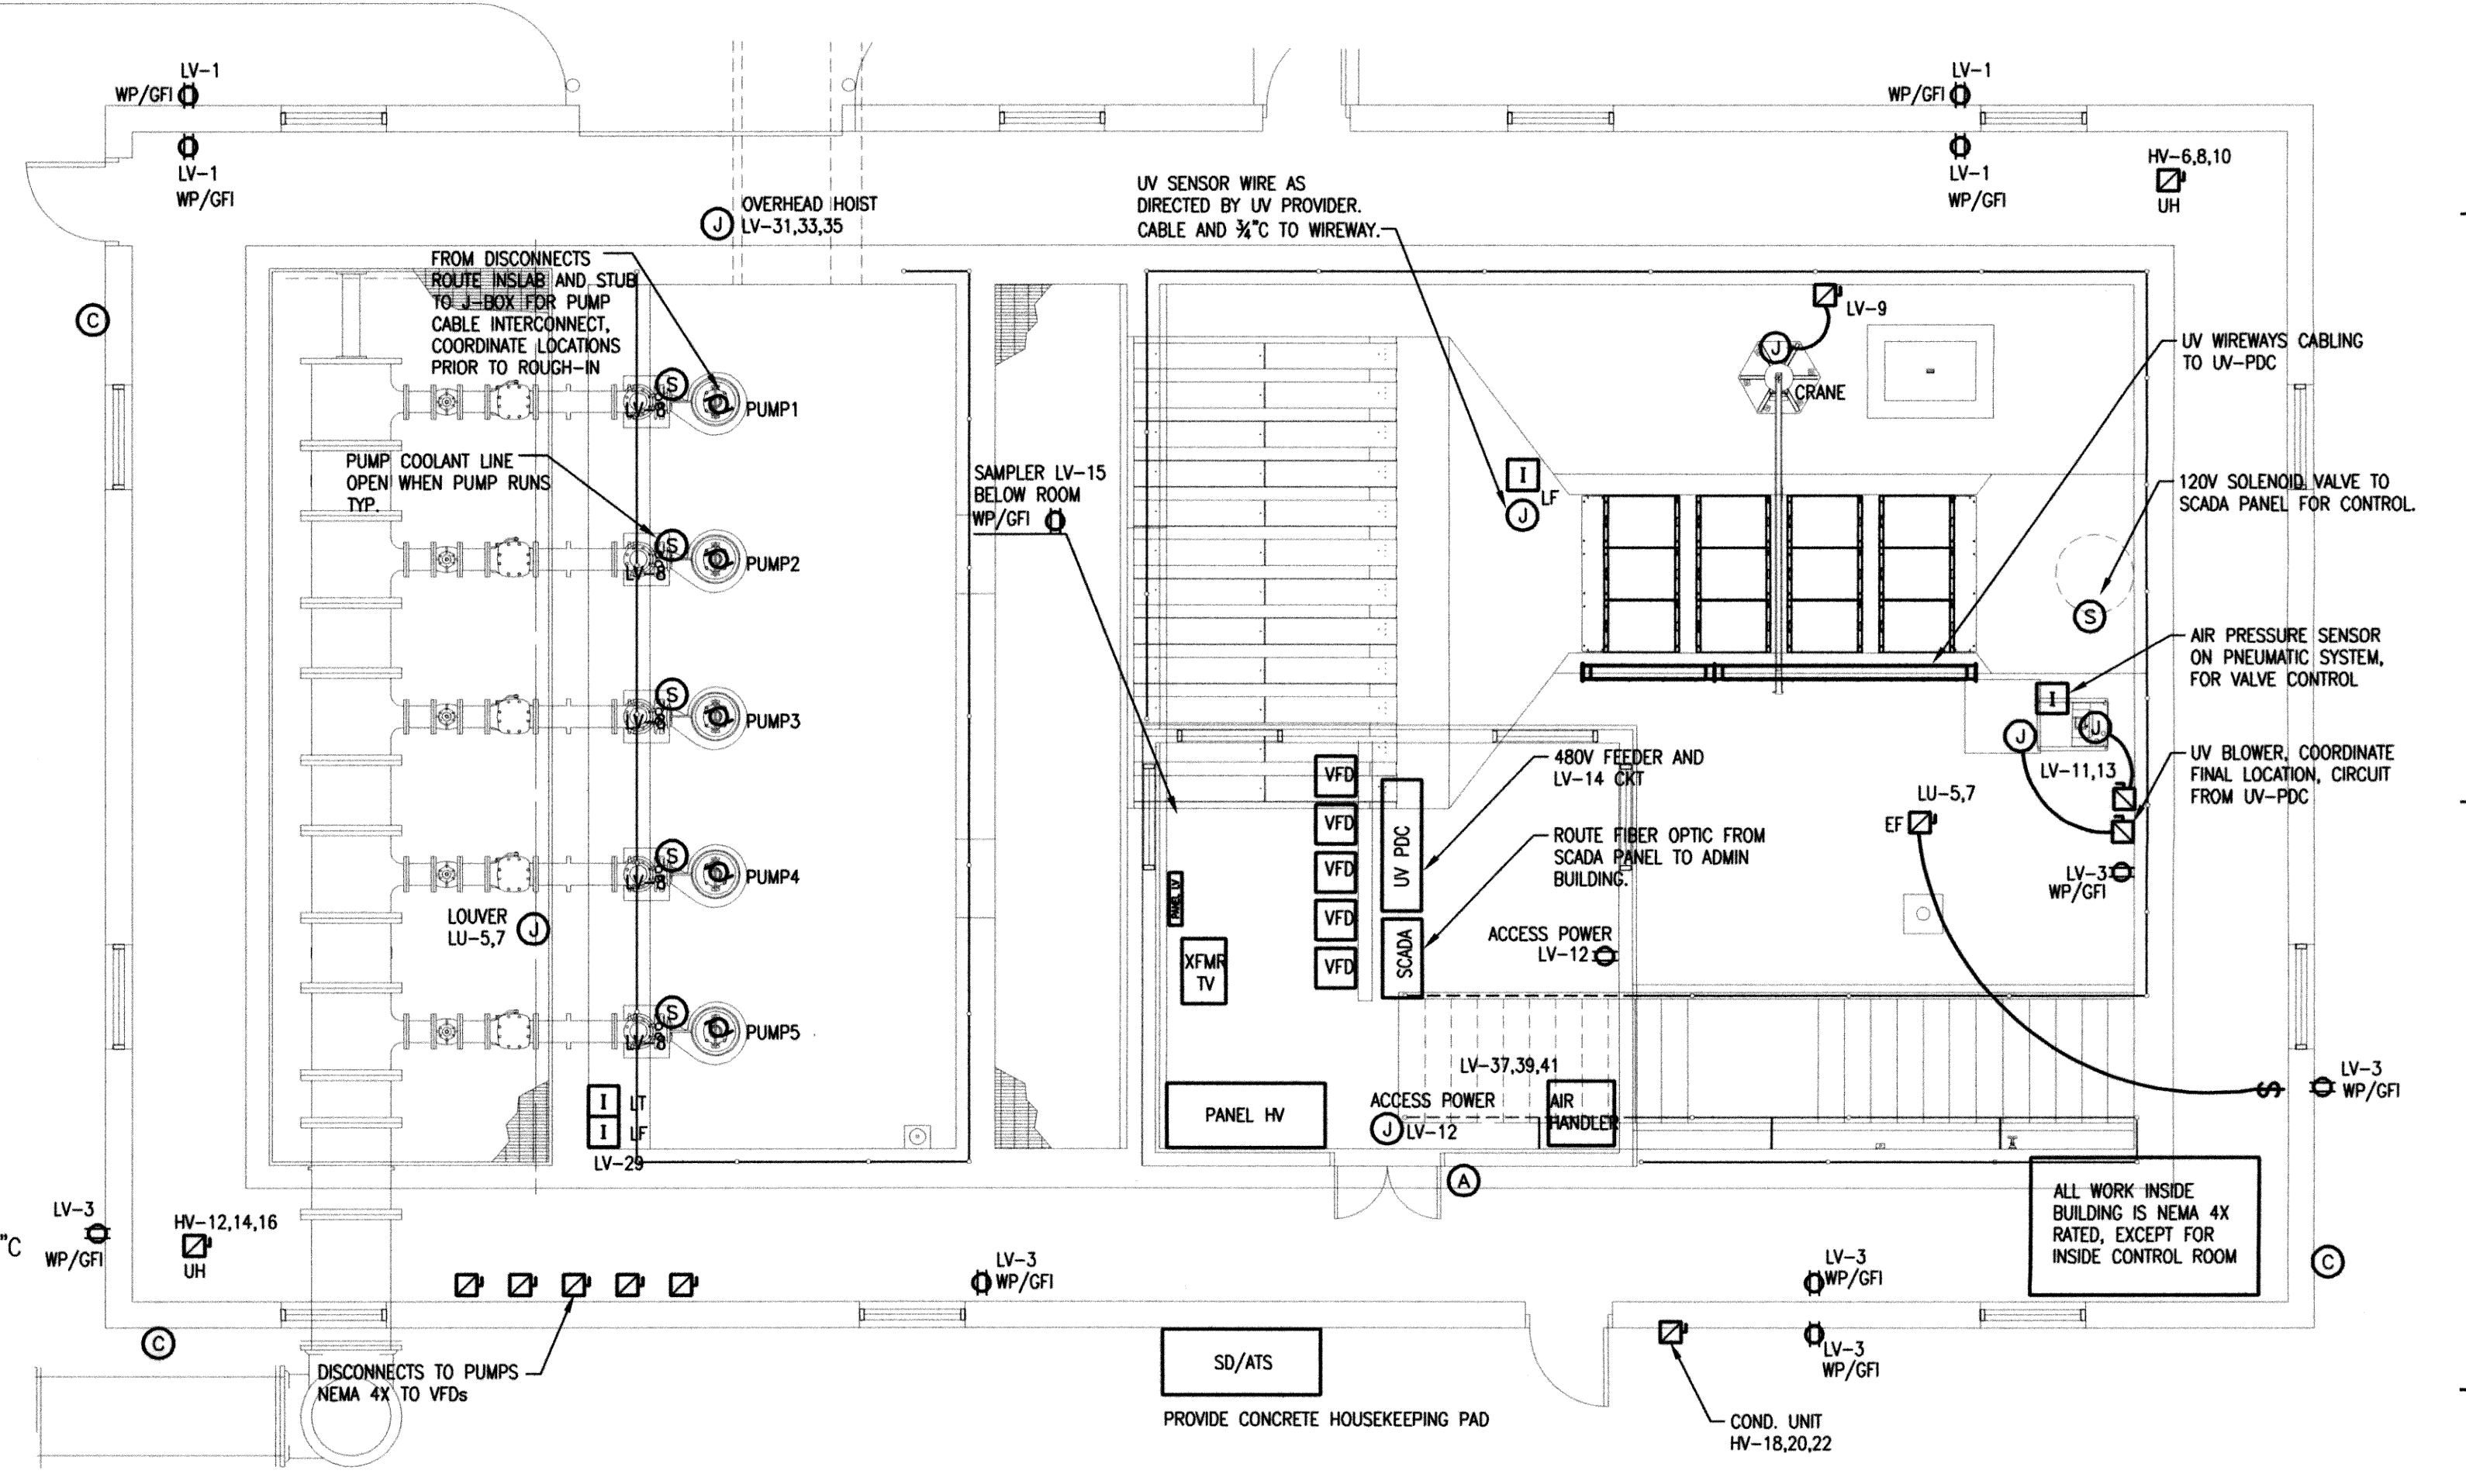 LV-1
WP/GFI
LV-1
WP/GFI
LV-1
WP/GFI
LV-1
WP/GFI
HV-6,8,10
UH
OVERHEAD HOIST
J
LV-31,33,35
UV SENSOR WIRE AS
DIRECTED BY UV PROVIDER.
CABLE AND ¾"C TO WIREWAY.
FROM DISCONNECTS
ROUTE INSLAB AND STUB
TO J-BOX FOR PUMP
CABLE INTERCONNECT,
COORDINATE LOCATIONS
PRIOR TO ROUGH-IN
C
LV-9
J
CRANE
UV WIREWAYS CABLING
TO UV-PDC
S
LV-8
PUMP1
PUMP COOLANT LINE
OPEN WHEN PUMP RUNS
TYP.
SAMPLER LV-15
BELOW ROOM
WP/GFI
I
LF
J
120V SOLENOID VALVE TO
SCADA PANEL FOR CONTROL.
S
LV-8
PUMP2
S
AIR PRESSURE SENSOR
ON PNEUMATIC SYSTEM,
FOR VALVE CONTROL
S
LV-8
PUMP3
I
J
J
LV-11,13
UV BLOWER, COORDINATE
FINAL LOCATION, CIRCUIT
FROM UV-PDC
480V FEEDER AND
LV-14 CKT
VFD
VFD
VFD
VFD
VFD
UV PDC
SCADA
ROUTE FIBER OPTIC FROM
SCADA PANEL TO ADMIN
BUILDING.
LU-5,7
EF
LV-3
WP/GFI
S
LV-8
PUMP4
PANEL LV
LOUVER
LU-5,7
J
XFMR
TV
ACCESS POWER
LV-12
S
LV-8
PUMP5
LV-37,39,41
I
LT
I
LF
LV-29
PANEL HV
ACCESS POWER
J
LV-12
AIR
HANDLER
S
LV-3
WP/GFI
A
ALL WORK INSIDE
BUILDING IS NEMA 4X
RATED, EXCEPT FOR
INSIDE CONTROL ROOM
C
"C
LV-3
WP/GFI
HV-12,14,16
UH
LV-3
WP/GFI
LV-3
WP/GFI
C
DISCONNECTS TO PUMPS
NEMA 4X TO VFDs
SD/ATS
PROVIDE CONCRETE HOUSEKEEPING PAD
LV-3
WP/GFI
COND. UNIT
HV-18,20,22